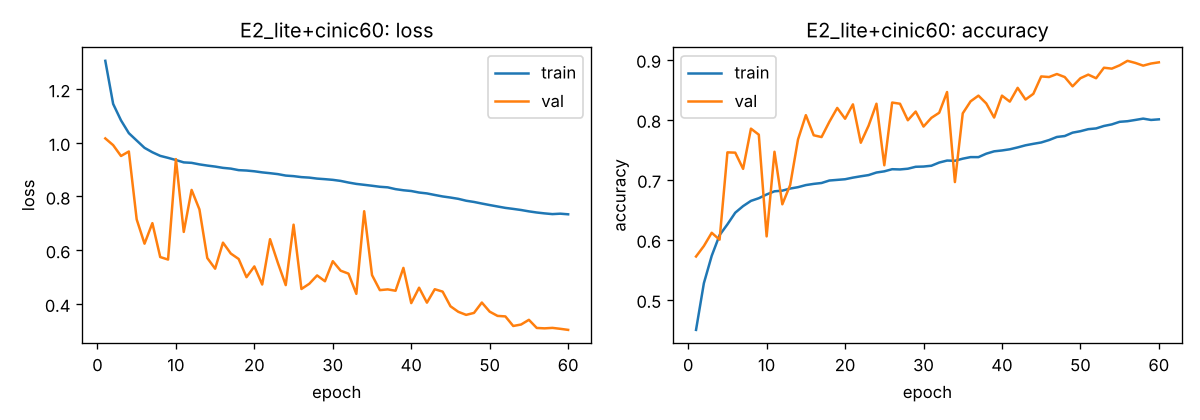 E2_lite+cinic60: loss
train
val
1.2
1.0
0.8
0.6
0.4
loss
0 10 20 30 40 50 60
epoch
E2_lite+cinic60: accuracy
train
val
0.9
0.8
0.7
0.6
0.5
accuracy
0 10 20 30 40 50 60
epoch